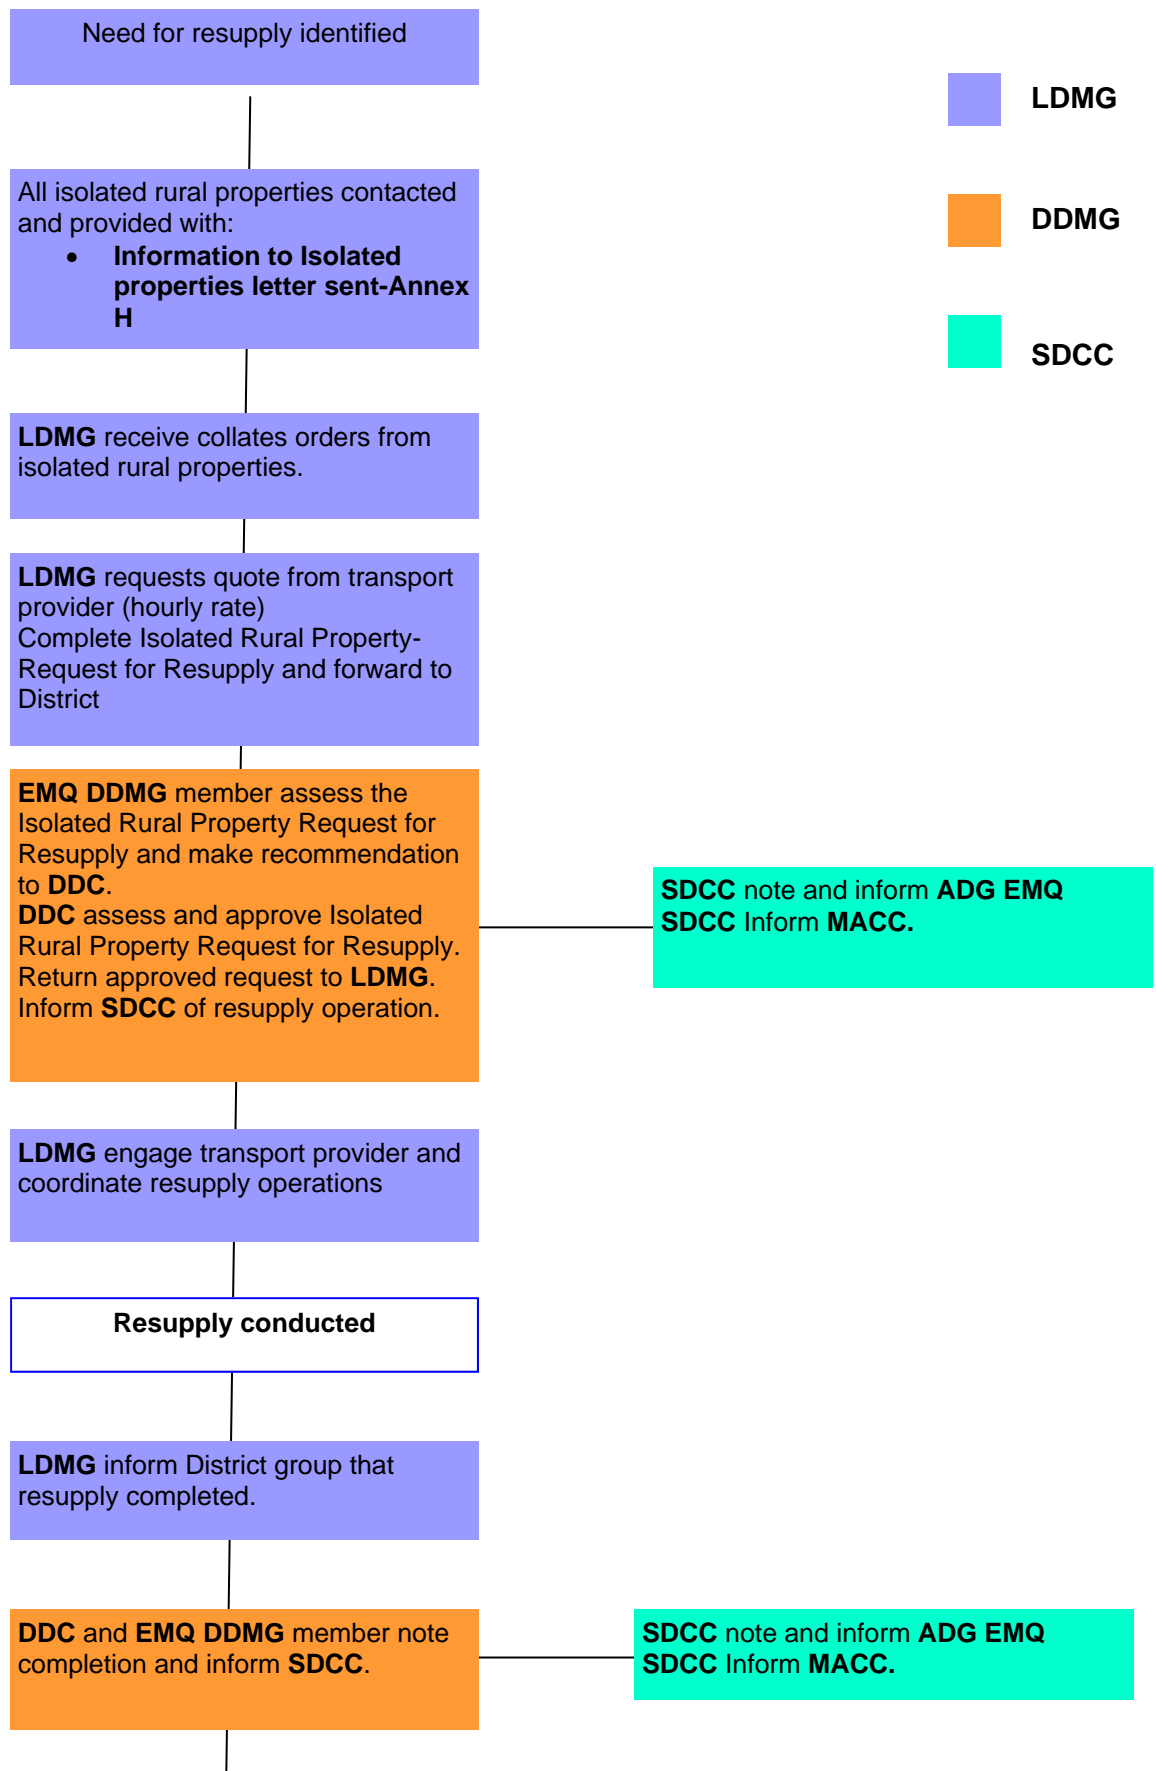 Need for resupply identified
LDMG
All isolated rural properties contacted
and provided with:
• Information to Isolated
properties letter sent-Annex
H
DDMG
SDCC
LDMG receive collates orders from
isolated rural properties.
LDMG requests quote from transport
provider (hourly rate)
Complete Isolated Rural Property-
Request for Resupply and forward to
District
EMQ DDMG member assess the
Isolated Rural Property Request for
Resupply and make recommendation
to DDC.
DDC assess and approve Isolated
Rural Property Request for Resupply.
Return approved request to LDMG.
Inform SDCC of resupply operation.
SDCC note and inform ADG EMQ
SDCC Inform MACC.
LDMG engage transport provider and
coordinate resupply operations
Resupply conducted
LDMG inform District group that
resupply completed.
DDC and EMQ DDMG member note
completion and inform SDCC.
SDCC note and inform ADG EMQ
SDCC Inform MACC.